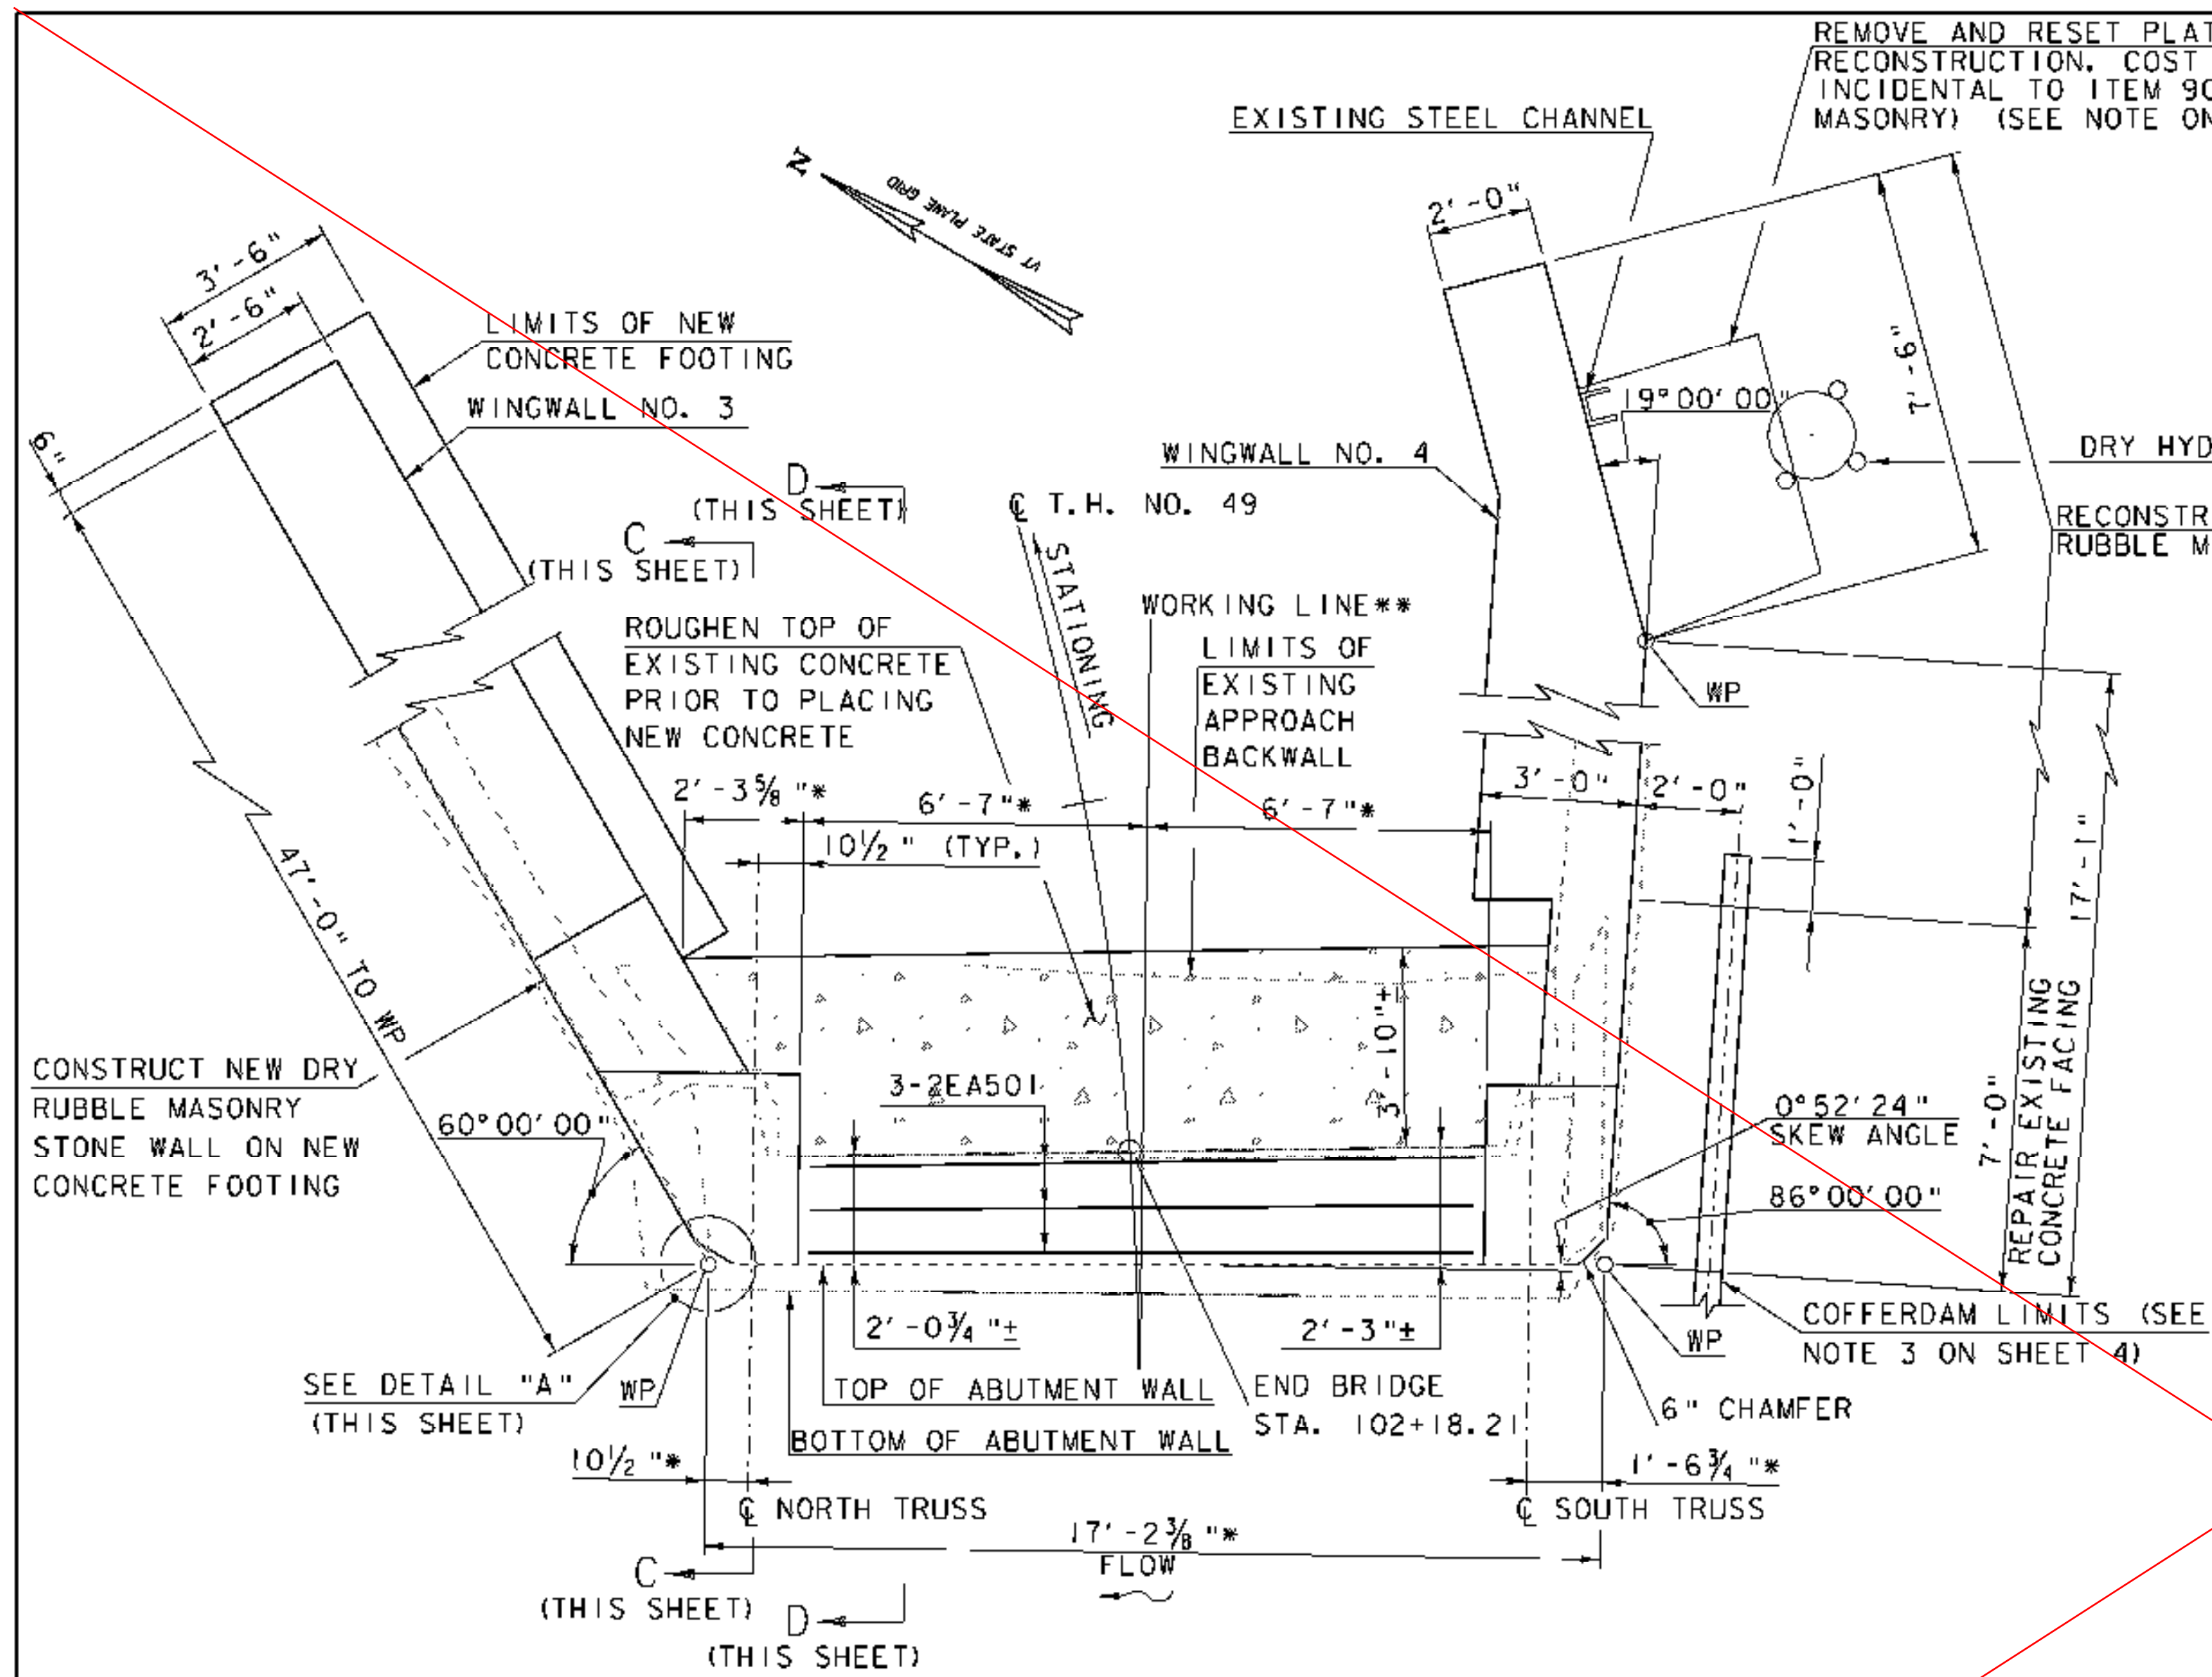 REMOVE AND RESET PLAT
RECONSTRUCTION. COST
INCIDENTAL TO ITEM 90
MASONRY) (SEE NOTE ON
EXISTING STEEL CHANNEL
N
VT STATE PLANE GRID
2'-0"
3'-6"
2'-6"
LIMITS OF NEW
CONCRETE FOOTING
WINGWALL NO. 3
6"
7'-6"
19°00'00"
WINGWALL NO. 4
DRY HYD
D
(THIS SHEET)
C
(THIS SHEET)
℄ T.H. NO. 49
STATIONING
RECONSTR
RUBBLE M
WORKING LINE**
ROUGHEN TOP OF
EXISTING CONCRETE
PRIOR TO PLACING
NEW CONCRETE
LIMITS OF
EXISTING
APPROACH
BACKWALL
WP
2'-3⅝"*
6'-7"*
6'-7"*
3'-0"
2'-0"
1'-0"
10½" (TYP.)
17'-1"
47'-0" TO WP
3'-10"±
CONSTRUCT NEW DRY
RUBBLE MASONRY
STONE WALL ON NEW
CONCRETE FOOTING
60°00'00"
3-2EA501
0°52'24"
SKEW ANGLE
86°00'00"
7'-0"
REPAIR EXISTING
CONCRETE FACING
2'-0¾"±
2'-3"±
COFFERDAM LIMITS (SEE
NOTE 3 ON SHEET 4)
WP
SEE DETAIL "A"
(THIS SHEET)
WP
TOP OF ABUTMENT WALL
BOTTOM OF ABUTMENT WALL
END BRIDGE
STA. 102+18.21
6" CHAMFER
10½"*
1'-6¾"*
℄ NORTH TRUSS
℄ SOUTH TRUSS
17'-2⅜"*
FLOW
C
(THIS SHEET)
D
(THIS SHEET)